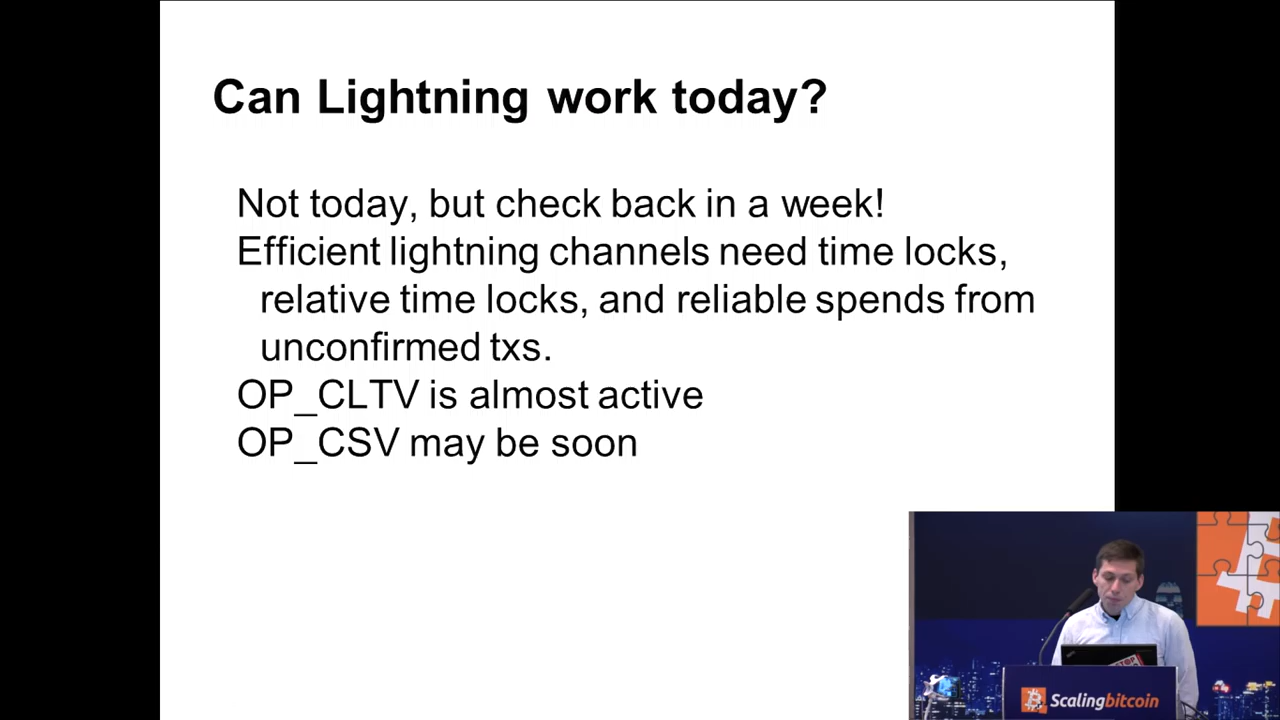 Can Lightning work today?
Not today, but check back in a week!
Efficient lightning channels need time locks,
relative time locks, and reliable spends from
unconfirmed txs.
OP_CLTV is almost active
OP_CSV may be soon
Scalingbitcoin